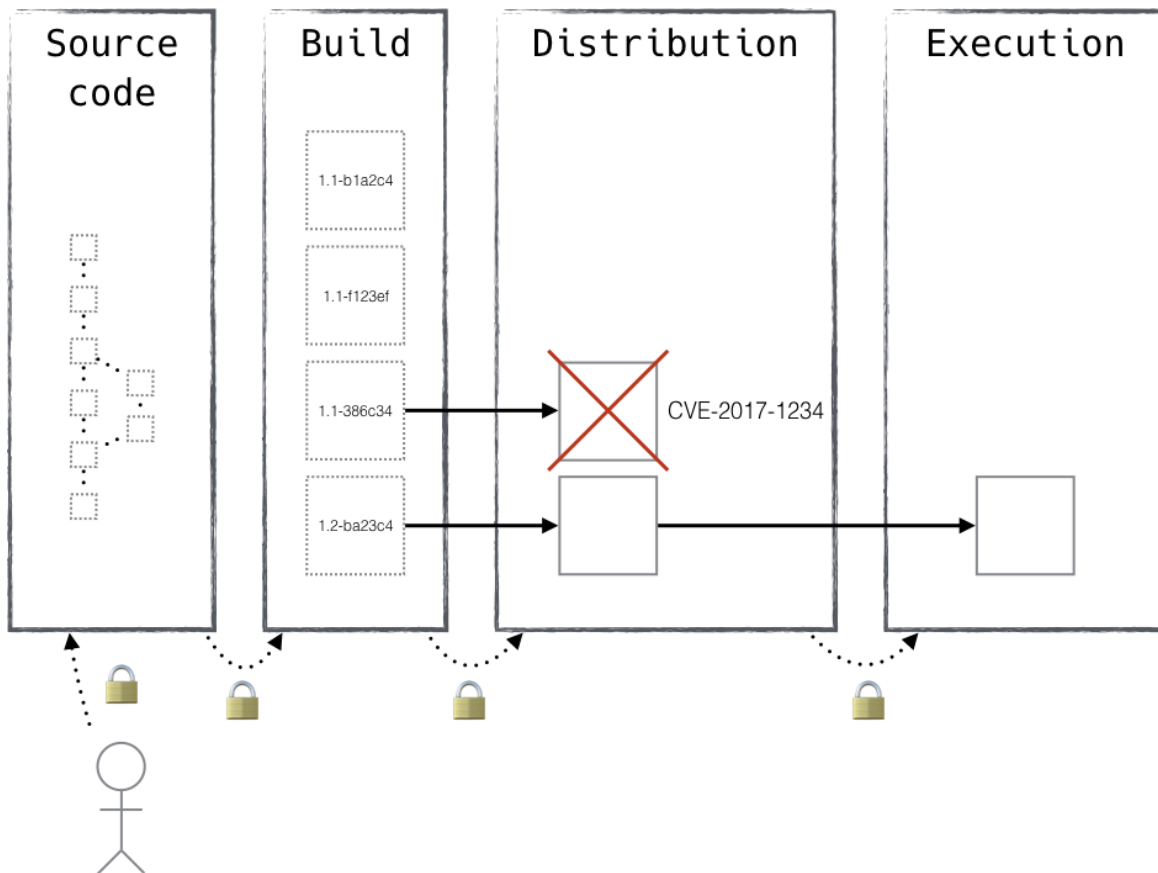 Source
code
Build
Distribution
Execution
1.1-b1a2c4
1.1-f123ef
1.1-386c34
CVE-2017-1234
1.2-ba23c4